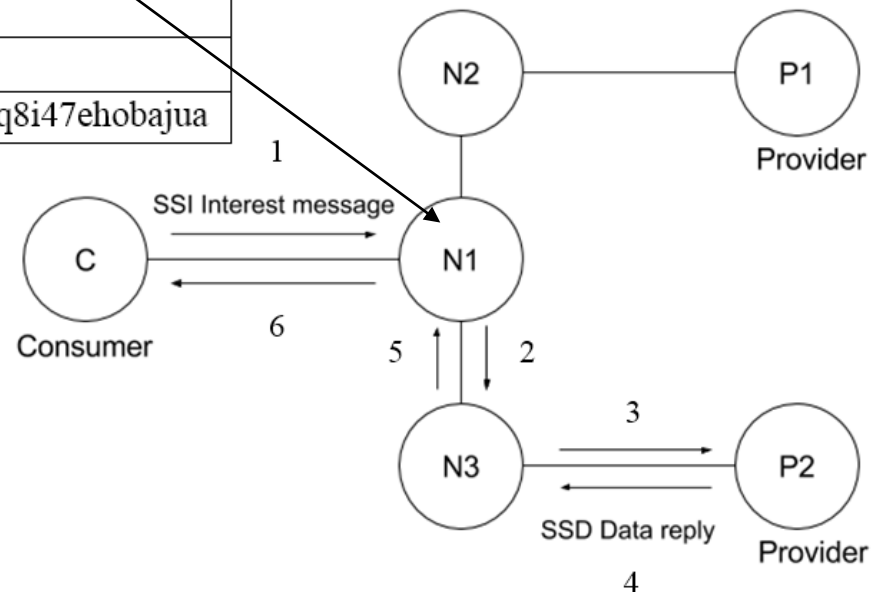 q8i47ehobajua
N2
P1
Provider
1
SSI Interest message
C
N1
Consumer
6
5
2
3
N3
P2
SSD Data reply
Provider
4